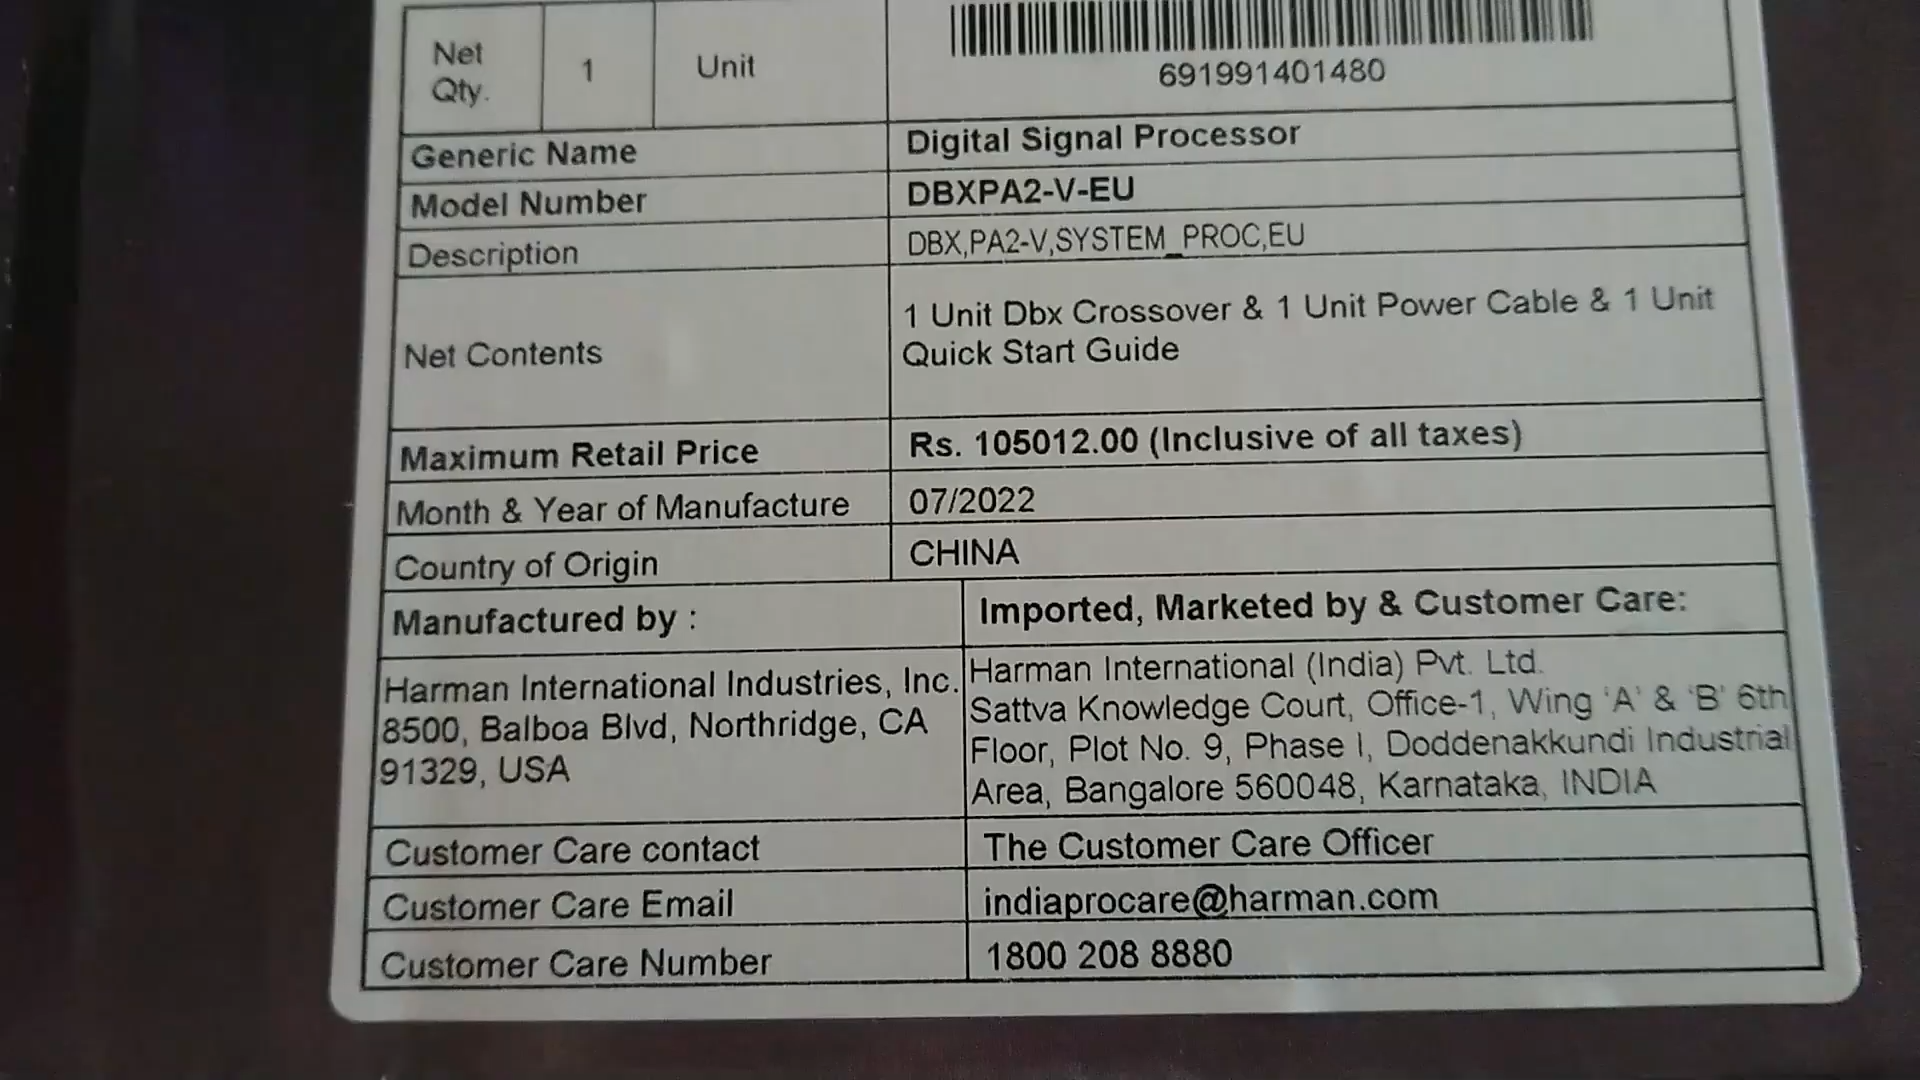 Net Qty. 1 Unit
691991401480
Generic Name Digital Signal Processor
Model Number DBXPA2-V-EU
Description DBX,PA2-V,SYSTEM_PROC,EU
Net Contents 1 Unit Dbx Crossover & 1 Unit Power Cable & 1 Unit
Quick Start Guide
Maximum Retail Price Rs. 105012.00 (Inclusive of all taxes)
Month & Year of Manufacture 07/2022
Country of Origin CHINA
Manufactured by :
Harman International Industries, Inc.
8500, Balboa Blvd, Northridge, CA
91329, USA
Imported, Marketed by & Customer Care:
Harman International (India) Pvt. Ltd.
Sattva Knowledge Court, Office-1, Wing 'A' & 'B' 6th
Floor, Plot No. 9, Phase I, Doddenakkundi Industrial
Area, Bangalore 560048, Karnataka, INDIA
Customer Care contact The Customer Care Officer
Customer Care Email indiaprocare@harman.com
Customer Care Number 1800 208 8880